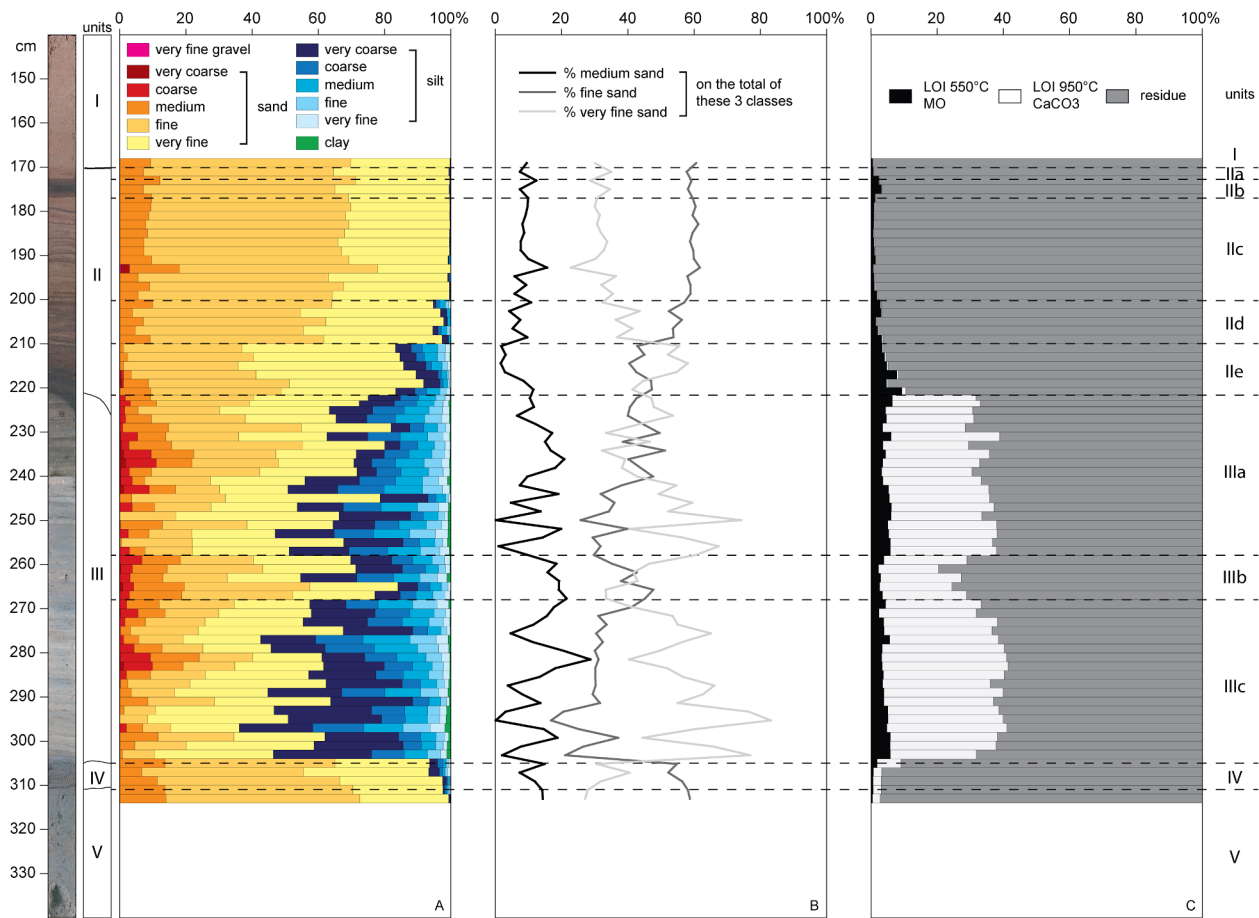 units
0 20 40 60 80 100%
0 20 40 60 80 100%
0 20 40 60 80 100%
cm
150
160
170
180
190
200
210
220
230
240
250
260
270
280
290
300
310
320
330
I
II
III
IV
V
very fine gravel
very coarse
coarse
medium
fine
very fine
sand
very coarse
coarse
medium
fine
very fine
clay
silt
A
% medium sand
% fine sand
% very fine sand
on the total of
these 3 classes
B
LOI 550°C
MO
LOI 950°C
CaCO3
residue
C
units
I
IIa
IIb
IIc
IId
IIe
IIIa
IIIb
IIIc
IV
V